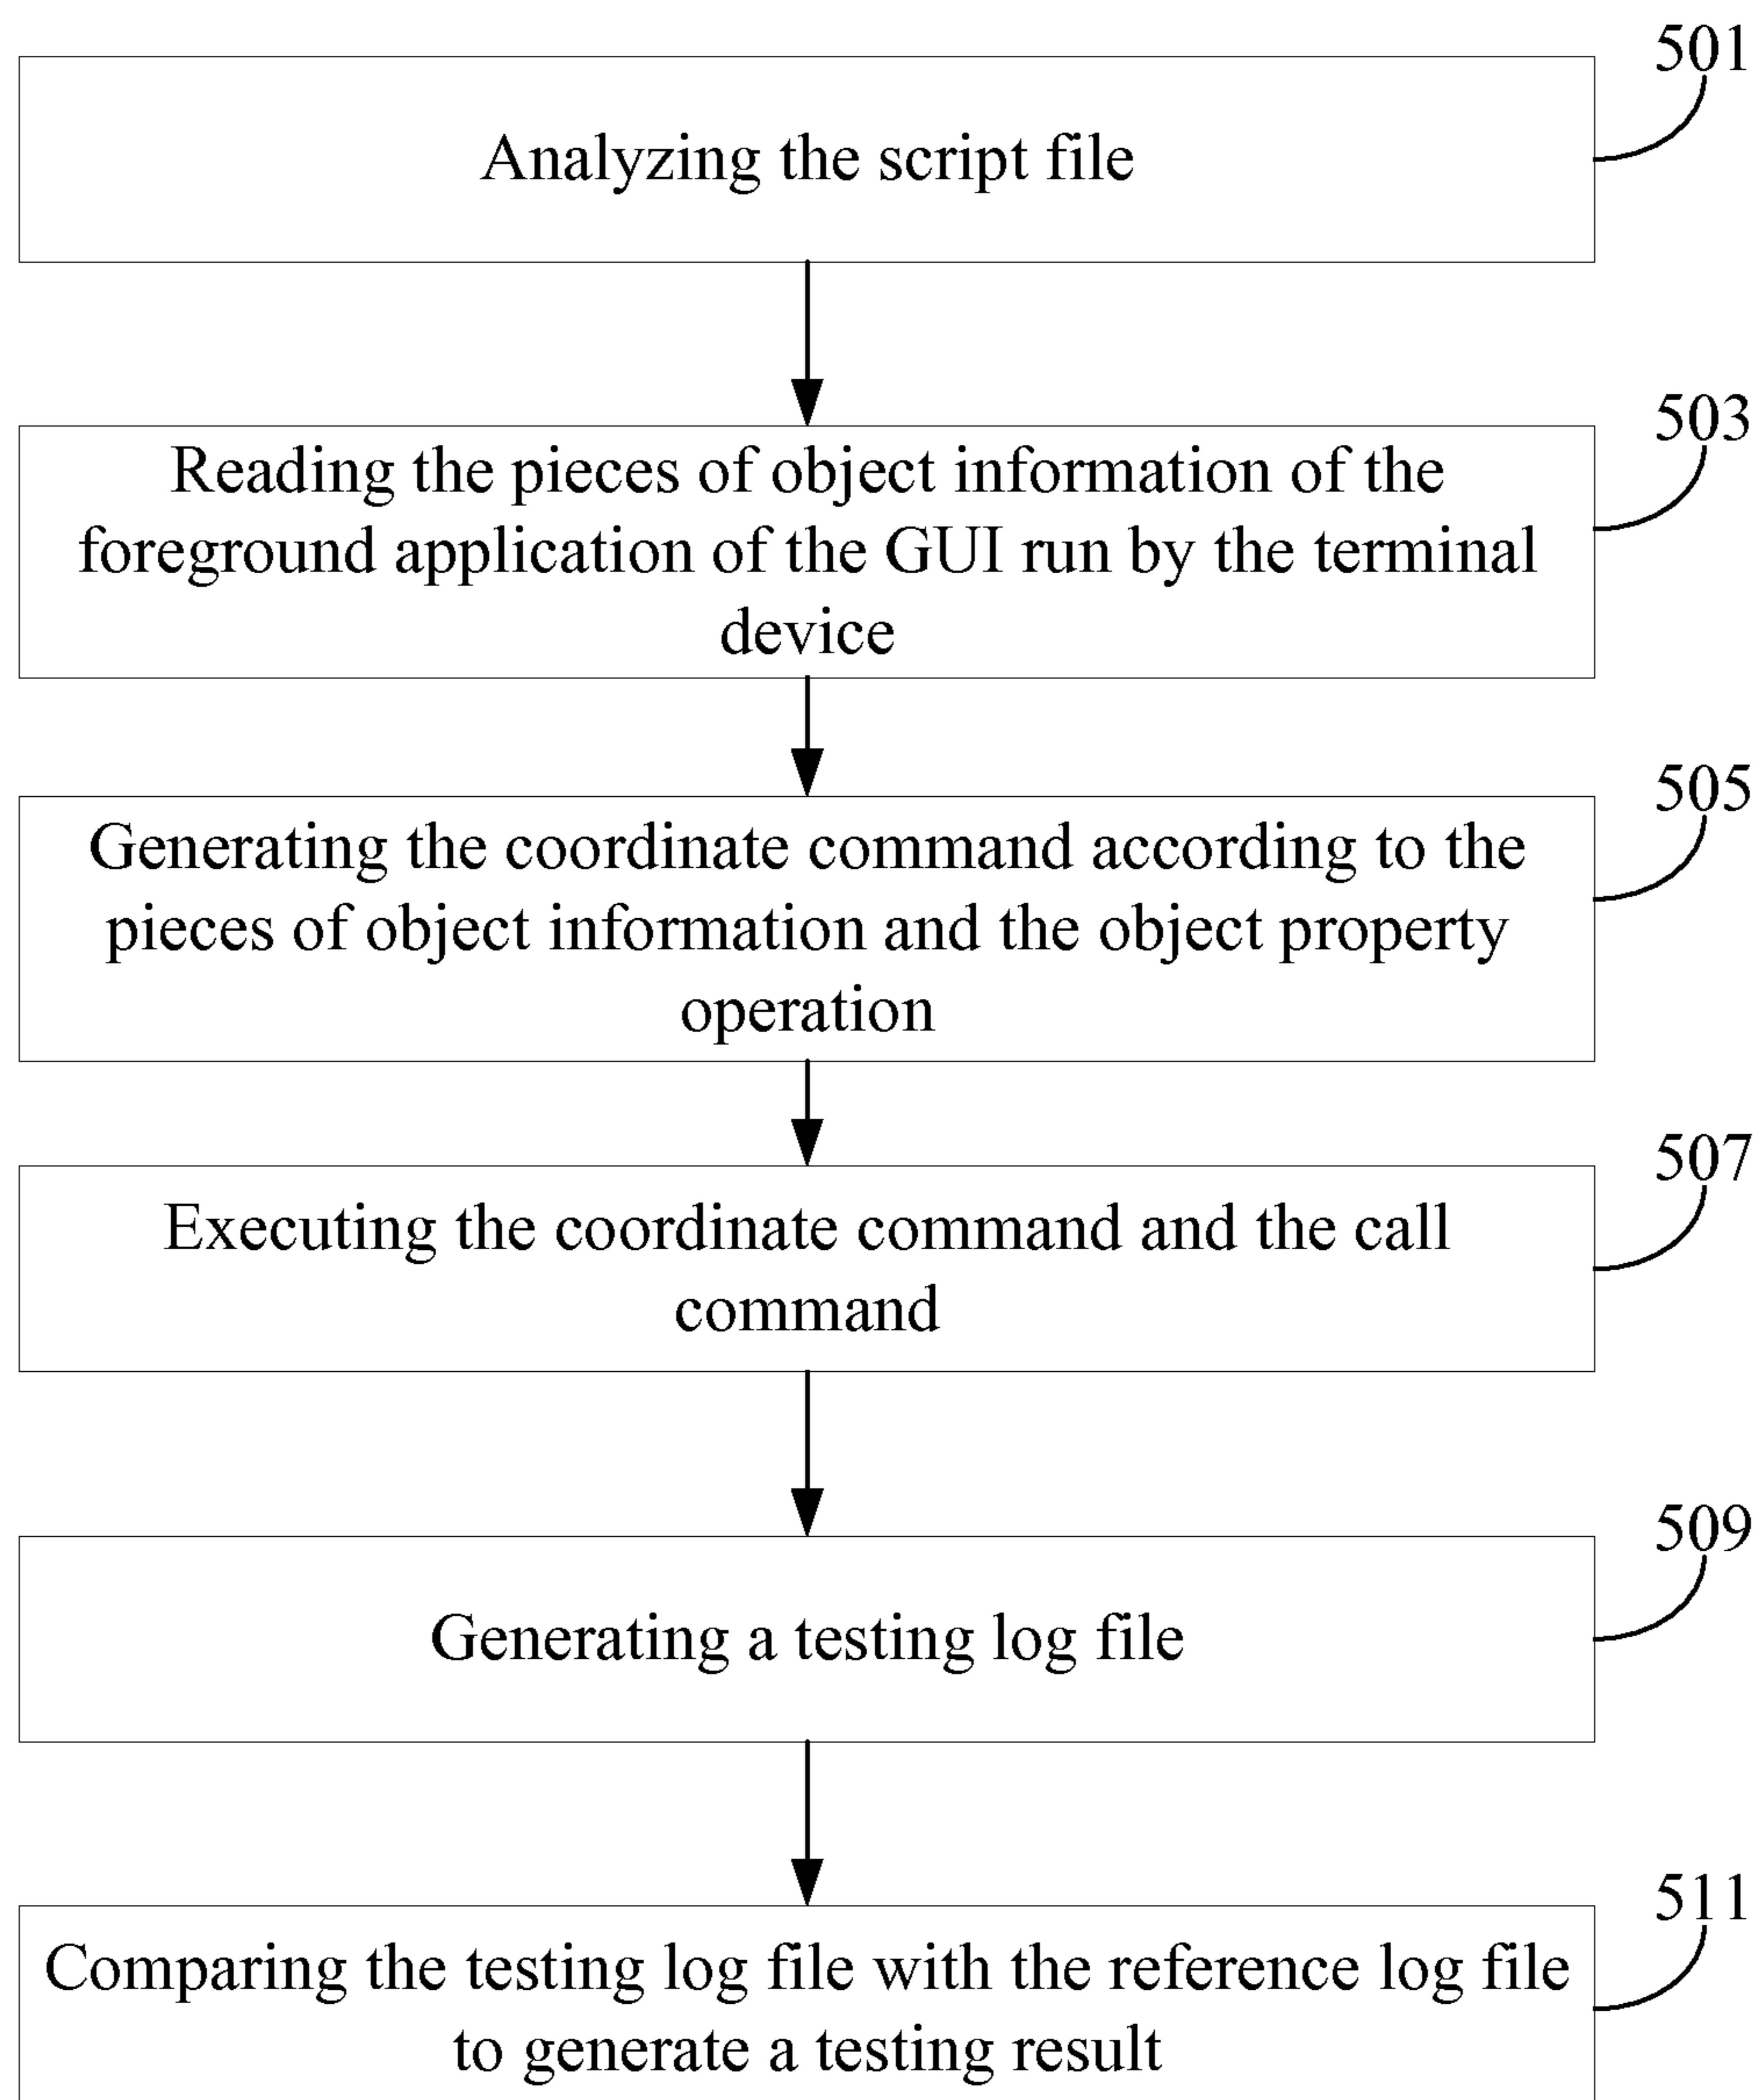 501
Analyzing the script file
503
Reading the pieces of object information of the
foreground application of the GUI run by the terminal
device
505
Generating the coordinate command according to the
pieces of object information and the object property
operation
507
Executing the coordinate command and the call
command
509
Generating a testing log file
511
Comparing the testing log file with the reference log file
to generate a testing result